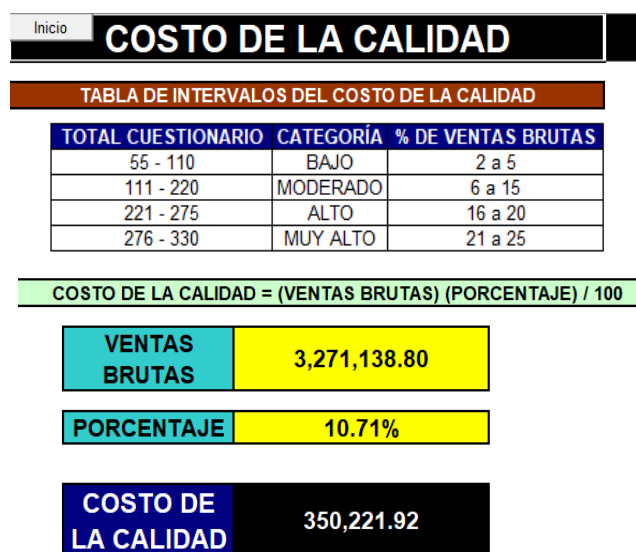 Inicio
COSTO DE LA CALIDAD
TABLA DE INTERVALOS DEL COSTO DE LA CALIDAD
TOTAL CUESTIONARIO CATEGORÍA % DE VENTAS BRUTAS
55 - 110 BAJO 2 a 5
111 - 220 MODERADO 6 a 15
221 - 275 ALTO 16 a 20
276 - 330 MUY ALTO 21 a 25
COSTO DE LA CALIDAD = (VENTAS BRUTAS) (PORCENTAJE) / 100
VENTAS
BRUTAS
3,271,138.80
PORCENTAJE 10.71%
COSTO DE
LA CALIDAD
350,221.92